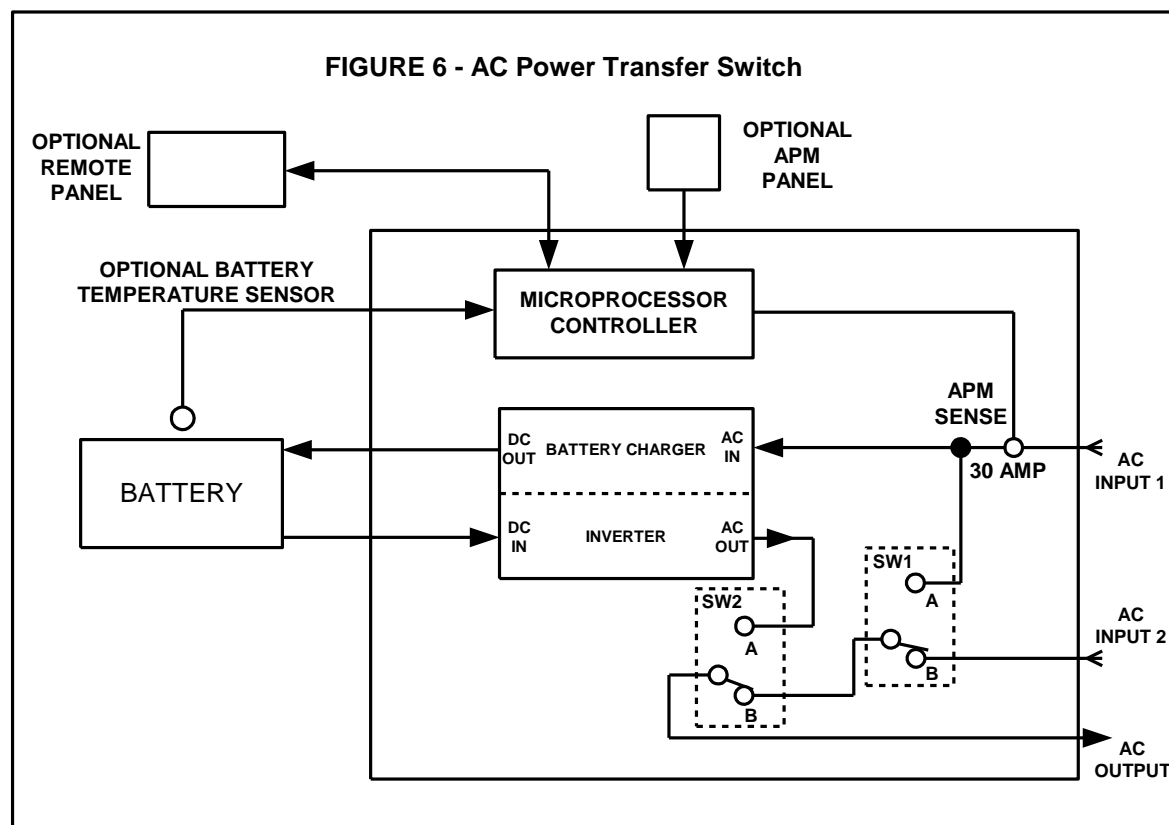 FIGURE 6 - AC Power Transfer Switch
OPTIONAL
REMOTE
PANEL
OPTIONAL
APM
PANEL
OPTIONAL BATTERY
TEMPERATURE SENSOR
MICROPROCESSOR
CONTROLLER
APM
SENSE
30 AMP
AC
INPUT 1
BATTERY
DC
OUT
BATTERY CHARGER
AC
IN
DC
IN
INVERTER
AC
OUT
SW1
A
B
SW2
A
B
AC
INPUT 2
AC
OUTPUT